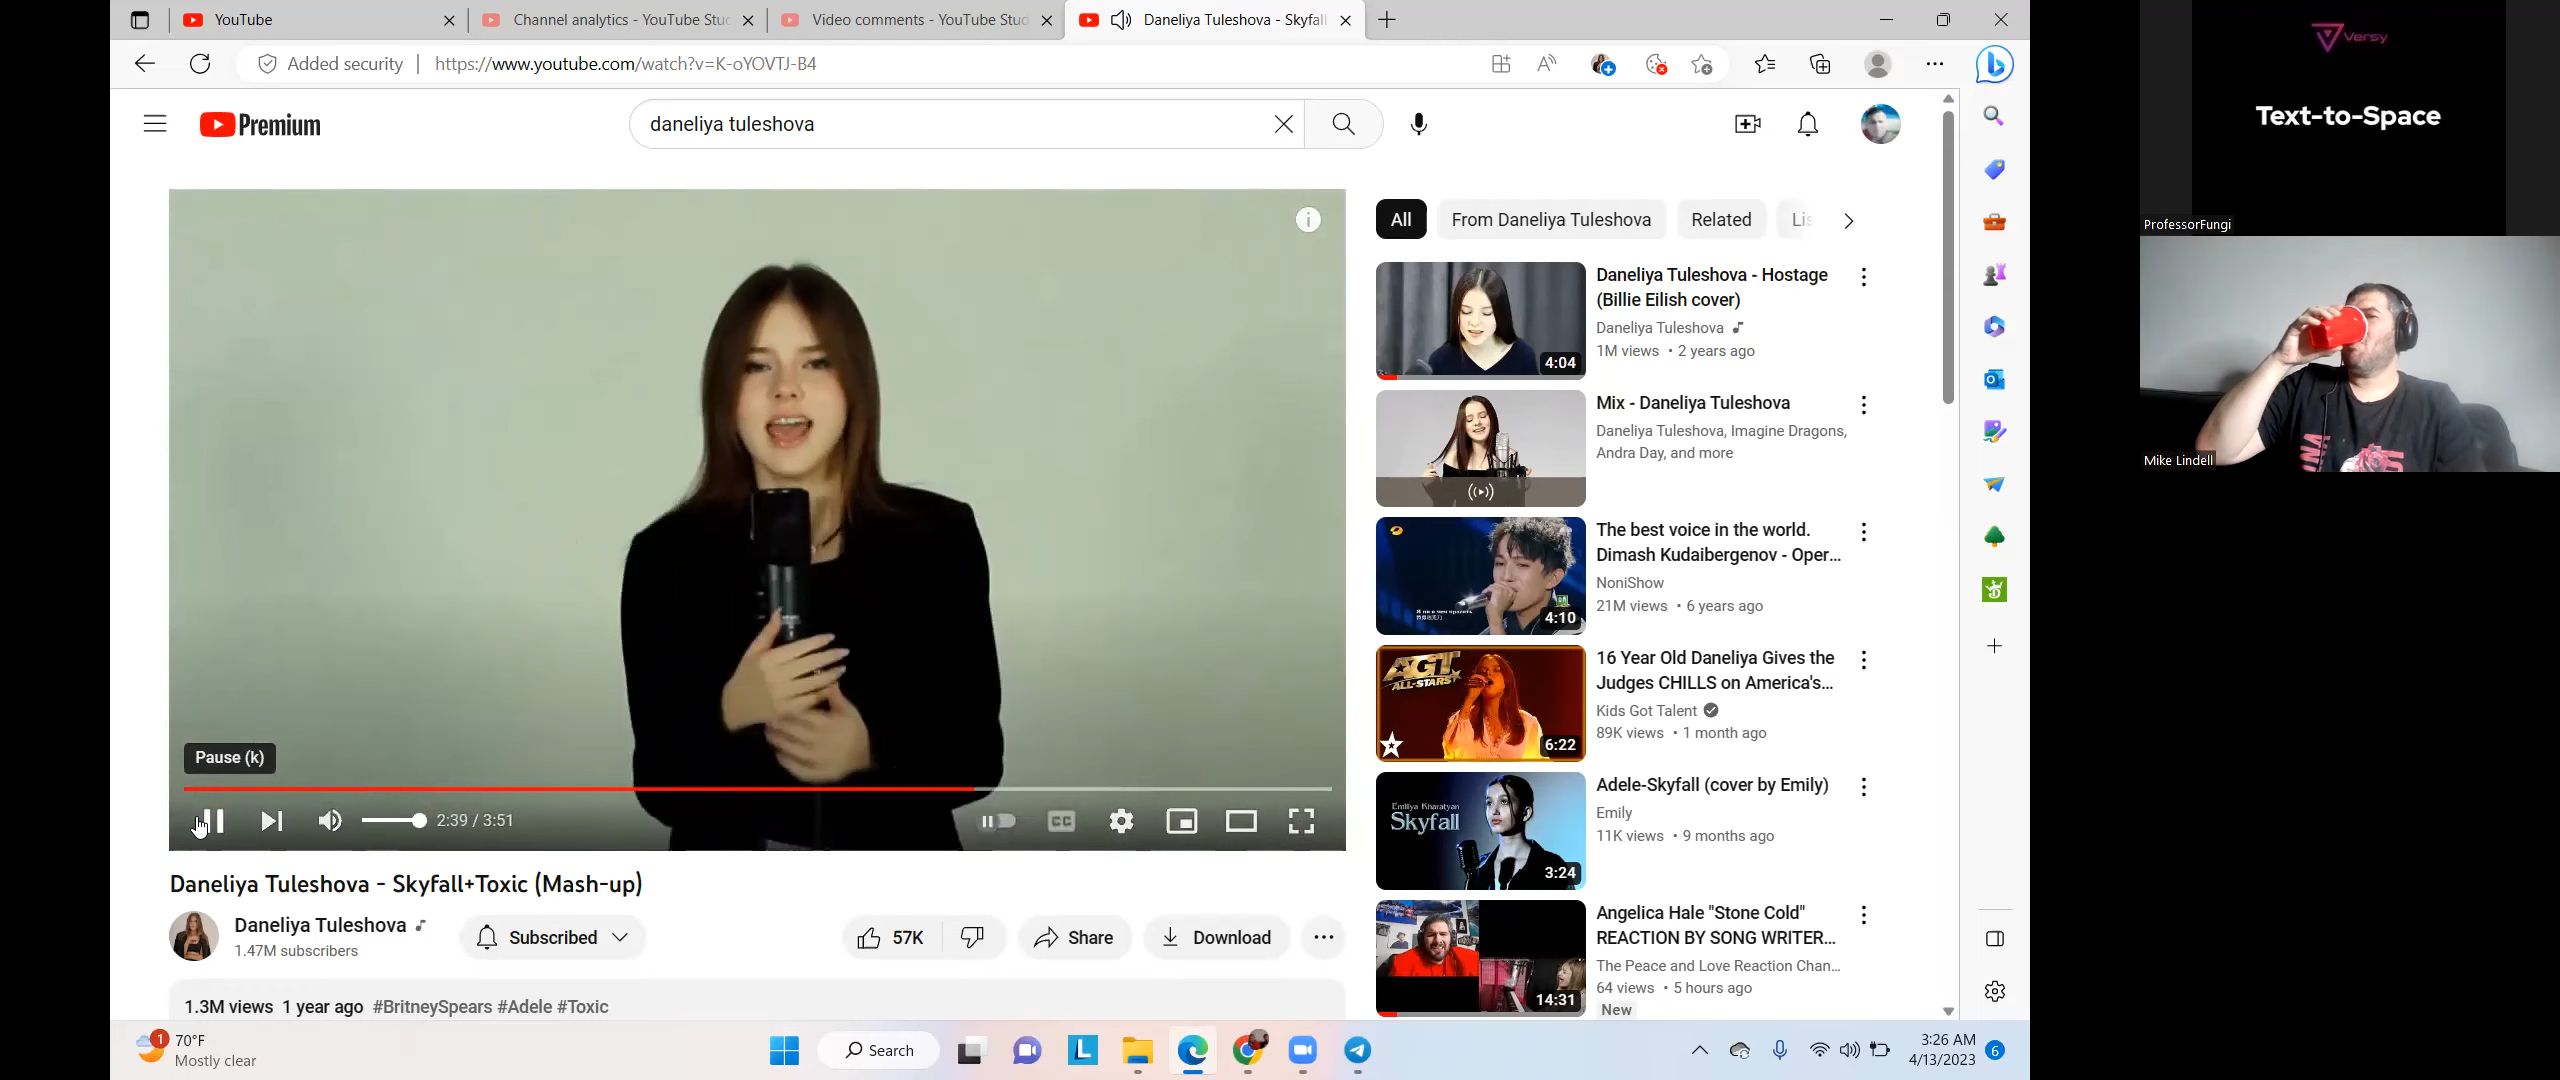 YouTube
Channel analytics - YouTube Stuc
Video comments - YouTube Stud
Daneliya Tuleshova - Skyfall
Added security
https://www.youtube.com/watch?v=K-oYOVTJ-B4
Premium
daneliya tuleshova
All
From Daneliya Tuleshova
Related
Lis
Daneliya Tuleshova - Hostage
(Billie Eilish cover)
Daneliya Tuleshova
1M views • 2 years ago
4:04
Mix - Daneliya Tuleshova
Daneliya Tuleshova, Imagine Dragons,
Andra Day, and more
The best voice in the world.
Dimash Kudaibergenov - Oper...
NoniShow
21M views • 6 years ago
4:10
AGT
ALL-STARS
16 Year Old Daneliya Gives the
Judges CHILLS on America's...
Kids Got Talent
89K views • 1 month ago
6:22
Emiliya Kharatyan
Skyfall
Adele-Skyfall (cover by Emily)
Emily
11K views • 9 months ago
3:24
Angelica Hale "Stone Cold"
REACTION BY SONG WRITER...
The Peace and Love Reaction Chan...
64 views • 5 hours ago
New
14:31
Pause (k)
2:39 / 3:51
CC
Daneliya Tuleshova - Skyfall+Toxic (Mash-up)
Daneliya Tuleshova
1.47M subscribers
Subscribed
57K
Share
Download
1.3M views 1 year ago #BritneySpears #Adele #Toxic
1
70°F
Mostly clear
Search
L
3:26 AM
4/13/2023
6
Versy
Text-to-Space
ProfessorFungi
Mike Lindell